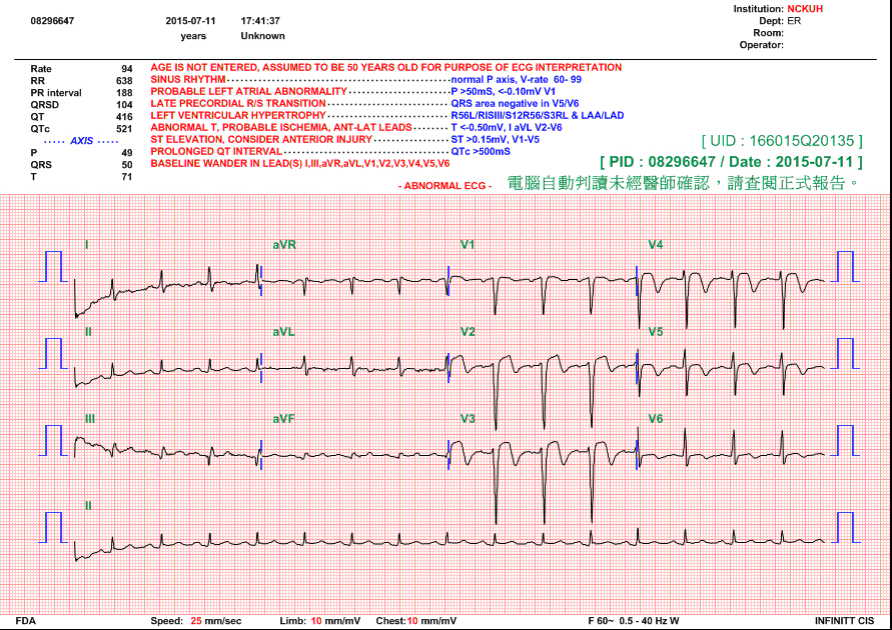 Institution: NCKUH
08296647 2015-07-11 17:41:37 Dept: ER
years Unknown Room:
Operator:
Rate 94 AGE IS NOT ENTERED, ASSUMED TO BE 50 YEARS OLD FOR PURPOSE OF ECG INTERPRETATION
RR 638 SINUS RHYTHM - normal P axis, V-rate 60- 99
PR interval 188 PROBABLE LEFT ATRIAL ABNORMALITY - P >50mS, <-0.10mV V1
QRSD 104 LATE PRECORDIAL R/S TRANSITION - QRS area negative in V5/V6
QT 416 LEFT VENTRICULAR HYPERTROPHY - R56L/RISIII/S12R56/S3RL & LAA/LAD
QTc 521 ABNORMAL T, PROBABLE ISCHEMIA, ANT-LAT LEADS - T <-0.50mV, I aVL V2-V6
----- AXIS ----- ST ELEVATION, CONSIDER ANTERIOR INJURY - ST >0.15mV, V1-V5 [ UID : 166015Q20135 ]
P 49 PROLONGED QT INTERVAL - QTc >500mS
QRS 50 BASELINE WANDER IN LEAD(S) I,III,aVR,aVL,V1,V2,V3,V4,V5,V6 [ PID : 08296647 / Date : 2015-07-11 ]
T 71
- ABNORMAL ECG - 電腦自動判讀未經醫師確認，請查閱正式報告。
I aVR V1 V4
II aVL V2 V5
III aVF V3 V6
II
FDA Speed: 25 mm/sec Limb: 10 mm/mV Chest: 10 mm/mV F 60~ 0.5 - 40 Hz W INFINITT CIS